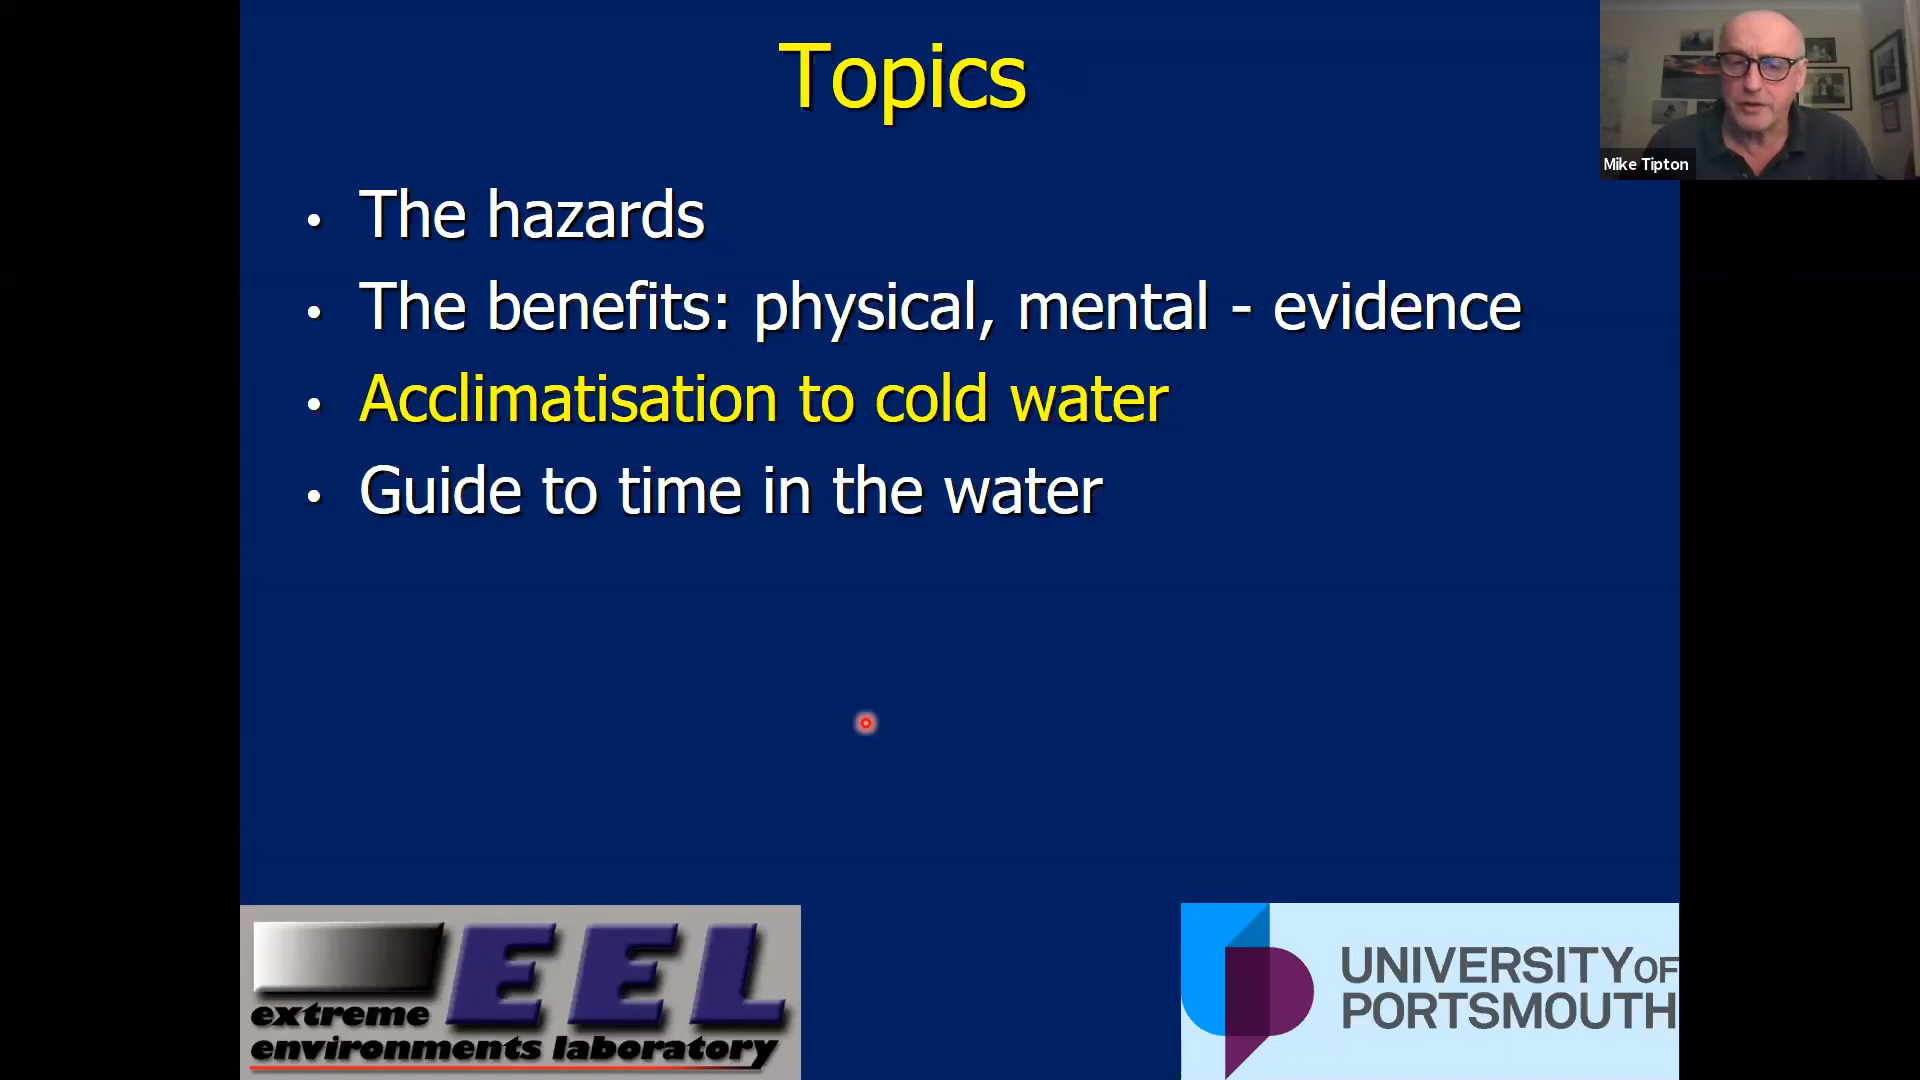 Topics
Mike Tipton
• The hazards
• The benefits: physical, mental - evidence
• Acclimatisation to cold water
• Guide to time in the water
EEL
extreme
environments laboratory
UNIVERSITY OF
PORTSMOUTH